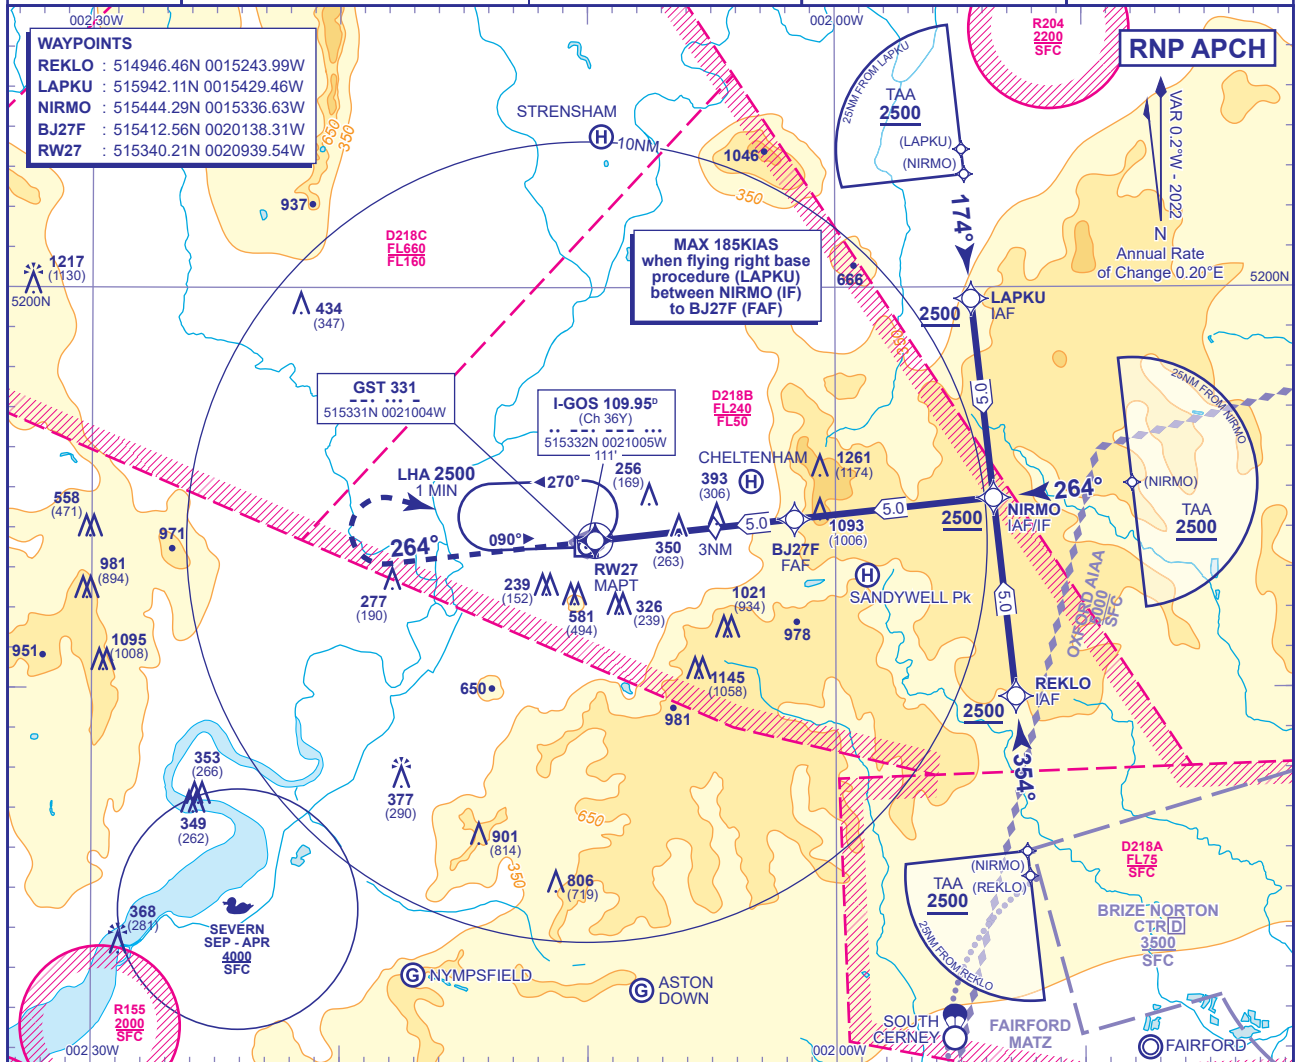 002 30W
002 00W
WAYPOINTS
REKLO : 514946.46N 0015243.99W
LAPKU : 515942.11N 0015429.46W
NIRMO : 515444.29N 0015336.63W
BJ27F : 515412.56N 0020138.31W
RW27 : 515340.21N 0020939.54W
R204
2200
SFC
RNP APCH
650
350
STRENSHAM
H
10NM
25NM FROM LAPKU
TAA
2500
(LAPKU)
(NIRMO)
VAR 0.2°W - 2022
N
Annual Rate
of Change 0.20°E
1046
350
937
174°
D218C
FL660
FL160
MAX 185KIAS
when flying right base
procedure (LAPKU)
between NIRMO (IF)
to BJ27F (FAF)
666
1217
(1130)
5200N
5200N
434
(347)
2500
LAPKU
IAF
650
GST 331
515331N 0021004W
I-GOS 109.95ᴰ
(Ch 36Y)
515332N 0021005W
111'
D218B
FL240
FL50
5.0
25NM FROM NIRMO
(NIRMO)
TAA
2500
CHELTENHAM
H
1261
(1174)
LHA 2500
1 MIN
270°
256
(169)
393
(306)
264°
558
(471)
971
NIRMO
IAF/IF
2500
5.0
5.0
1093
(1006)
264°
090°
350
(263)
3NM
BJ27F
FAF
981
(894)
RW27
MAPT
277
(190)
239
(152)
581
(494)
326
(239)
1021
(934)
H
SANDYWELL Pk
5.0
OXFORD AIAA
5000
SFC
978
951
1095
(1008)
650
1145
(1058)
981
REKLO
IAF
2500
353
(266)
349
(262)
377
(290)
354°
901
(814)
650
350
806
(719)
D218A
FL75
SFC
(NIRMO)
(REKLO)
TAA
2500
25NM FROM REKLO
BRIZE NORTON
CTR D
3500
SFC
368
(281)
SEVERN
SEP - APR
4000
SFC
G NYMPSFIELD
G ASTON
DOWN
R155
2000
SFC
SOUTH
CERNEY
FAIRFORD
MATZ
FAIRFORD
002 30W
002 00W